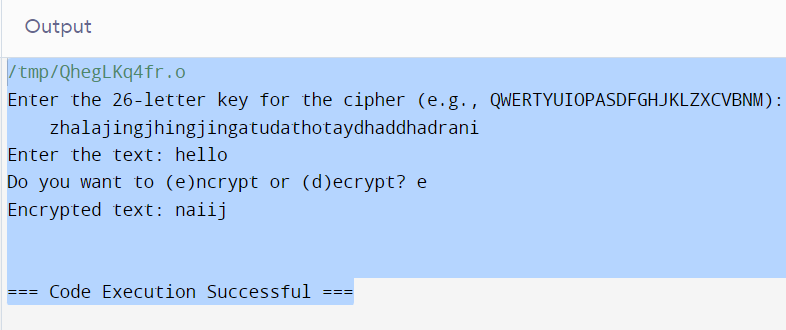 Output
/tmp/QhegLKq4fr.o
Enter the 26-letter key for the cipher (e.g., QWERTYUIOPASDFGHJKLZXCVBNM):
zhalajingjhingjingatudathotaydhaddhadrani
Enter the text: hello
Do you want to (e)ncrypt or (d)ecrypt? e
Encrypted text: naiij
=== Code Execution Successful ===